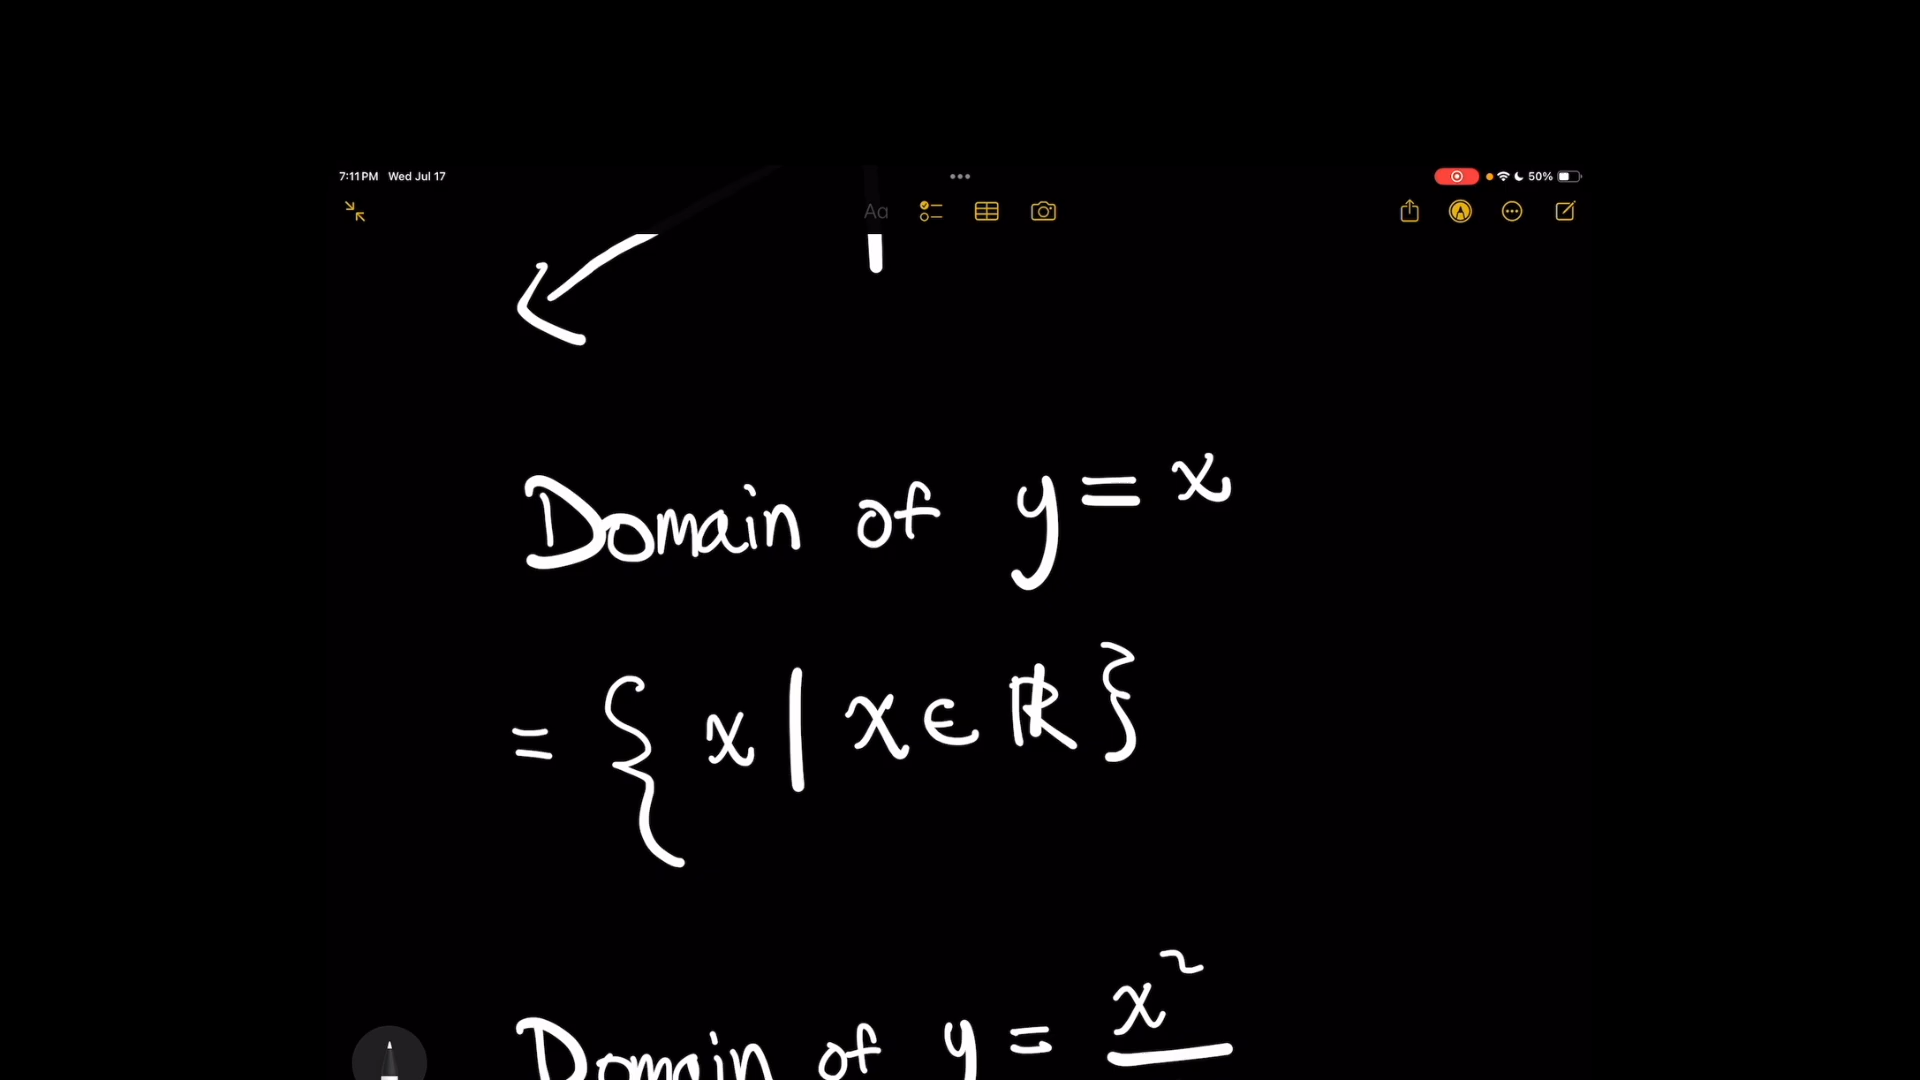 7:11 PM Wed Jul 17
50%
Aa
Domain of y = x
= { x | x ∈ ℝ }
x²
Domain of y =